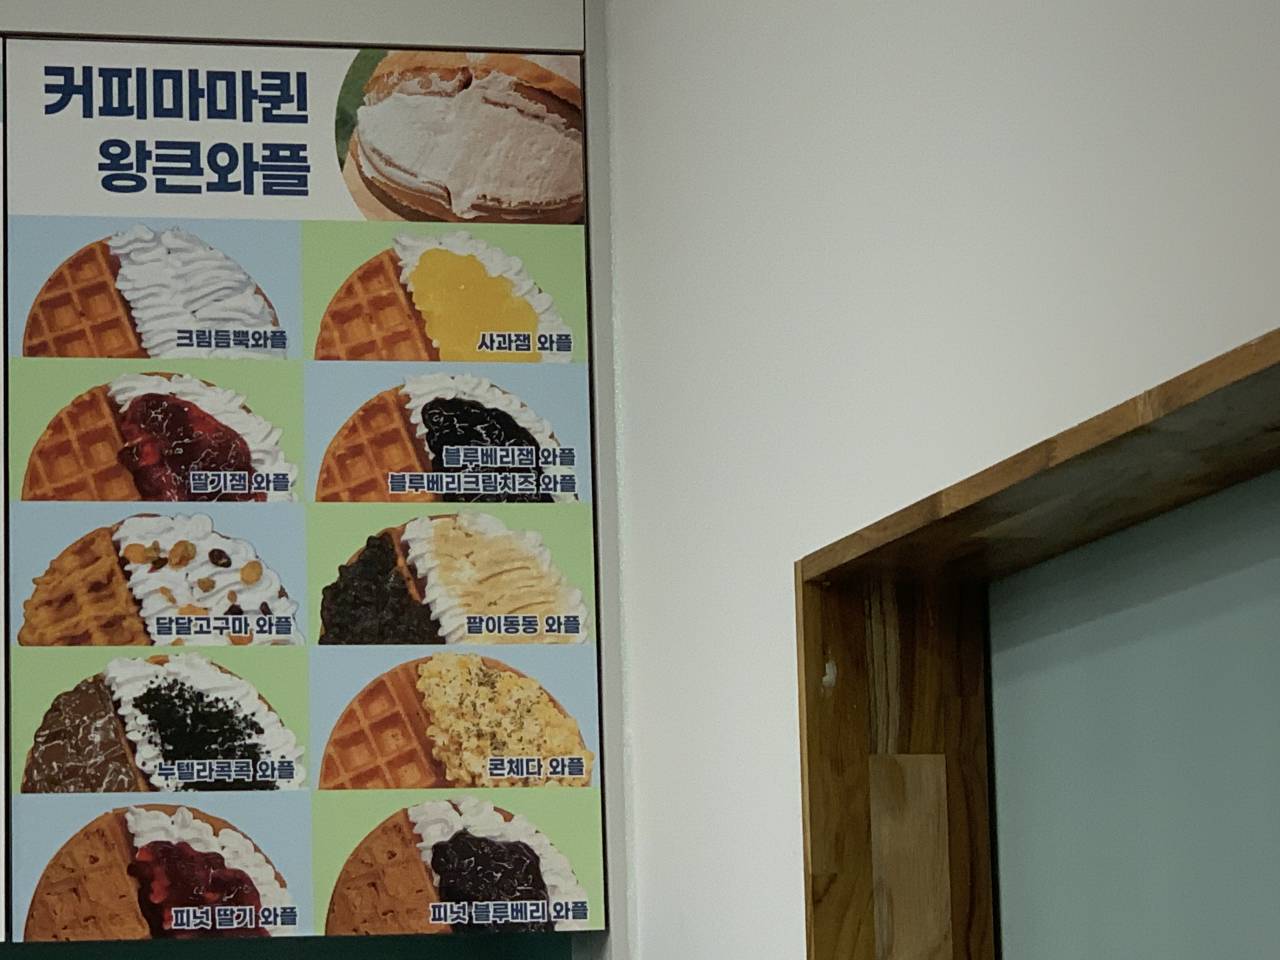 커피마마퀸
왕큰와플
크림듬뿍와플
사과잼 와플
딸기잼 와플
블루베리잼 와플
블루베리크림치즈 와플
달달고구마 와플
팥이동동 와플
누텔라콕콕 와플
콘체다 와플
피넛 딸기 와플
피넛 블루베리 와플